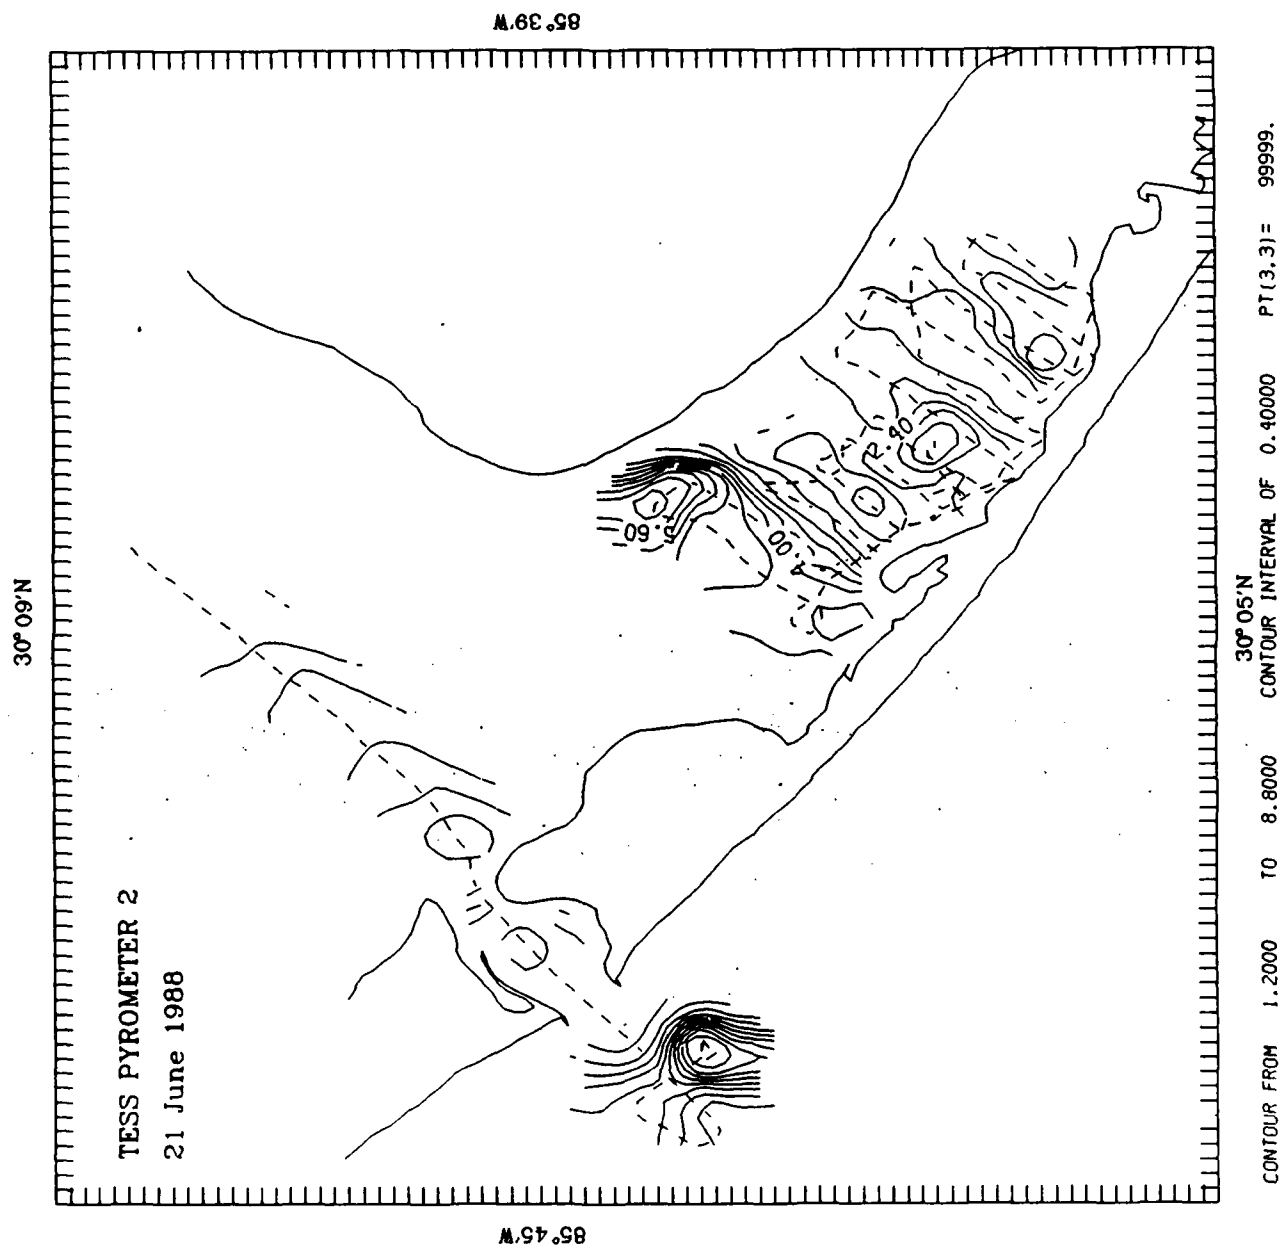 30° 09'N
TESS PYROMETER 2
21 June 1988
85° 45'W
85° 39'W
5.60
4.00
2.40
30° 05'N
CONTOUR FROM 1.2000 TO 8.8000 CONTOUR INTERVAL OF 0.40000 PT(3,3)= 99999.